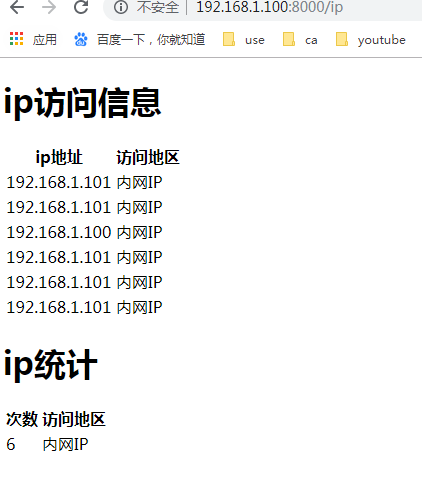 不安全 192.168.1.100:8000/ip
应用 百度一下,你就知道 use ca youtube
ip访问信息
ip地址 访问地区
192.168.1.101 内网IP
192.168.1.101 内网IP
192.168.1.100 内网IP
192.168.1.101 内网IP
192.168.1.101 内网IP
192.168.1.101 内网IP
ip统计
次数 访问地区
6 内网IP